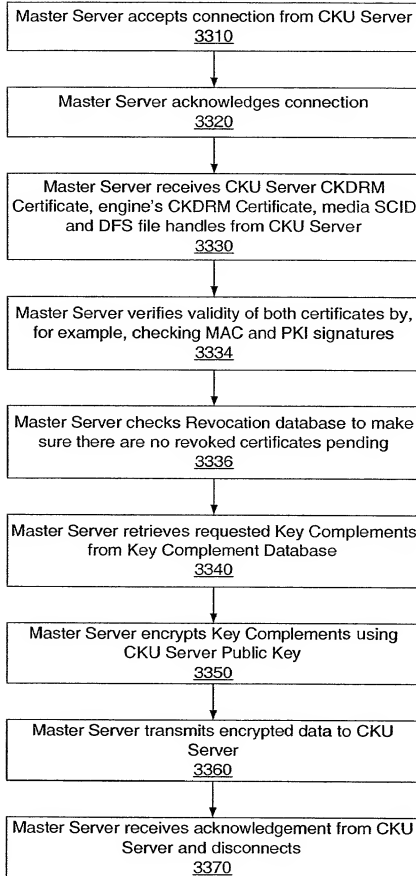 Master Server accepts connection from CKU Server
3310
Master Server acknowledges connection
3320
Master Server receives CKU Server CKDRM
Certificate, engine's CKDRM Certificate, media SCID
and DFS file handles from CKU Server
3330
Master Server verifies validity of both certificates by,
for example, checking MAC and PKI signatures
3334
Master Server checks Revocation database to make
sure there are no revoked certificates pending
3336
Master Server retrieves requested Key Complements
from Key Complement Database
3340
Master Server encrypts Key Complements using
CKU Server Public Key
3350
Master Server transmits encrypted data to CKU
Server
3360
Master Server receives acknowledgement from CKU
Server and disconnects
3370